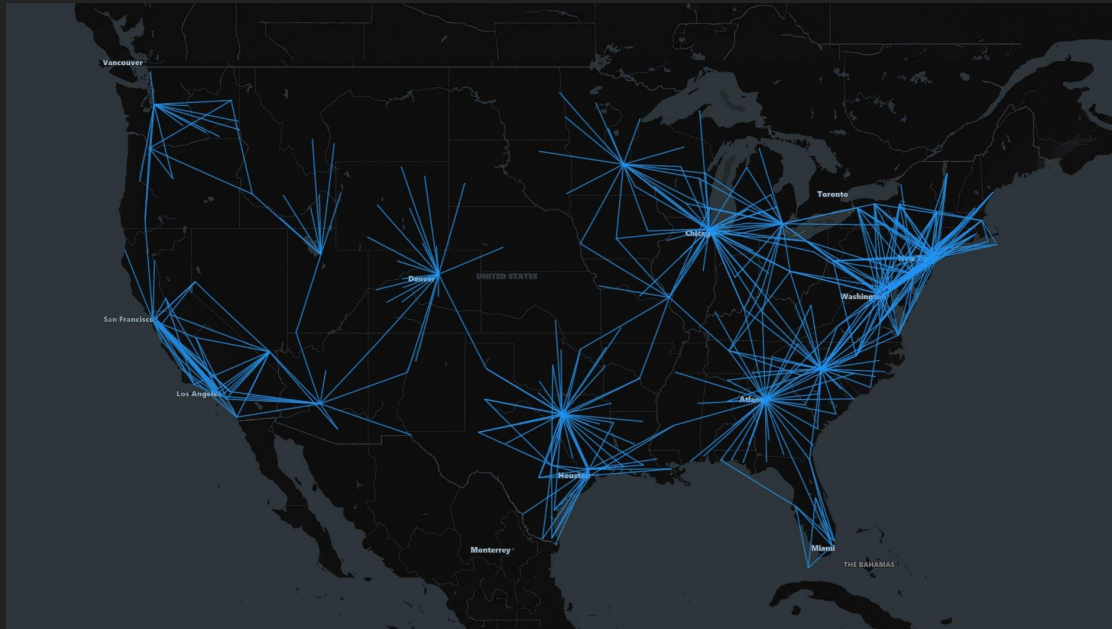 Vancouver
Toronto
Chicago
Denver
UNITED STATES
Washington
San Francisco
Los Angeles
Atlanta
Houston
Monterrey
Miami
THE BAHAMAS